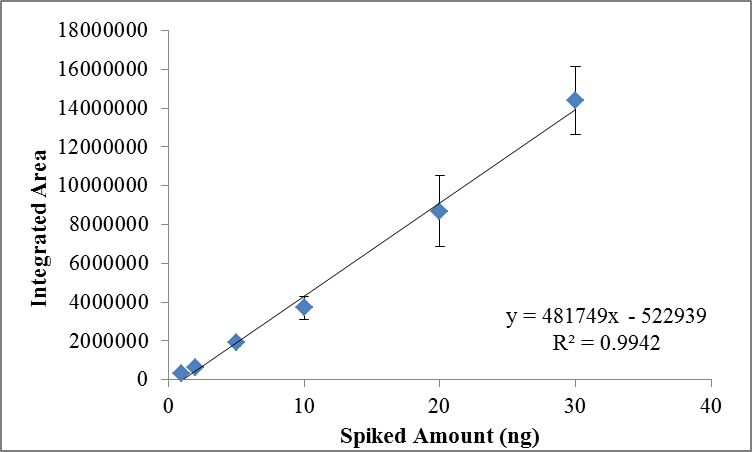 18000000
16000000
14000000
12000000
10000000
8000000
6000000
4000000
2000000
0
Integrated Area
y = 481749x - 522939
R² = 0.9942
0 10 20 30 40
Spiked Amount (ng)